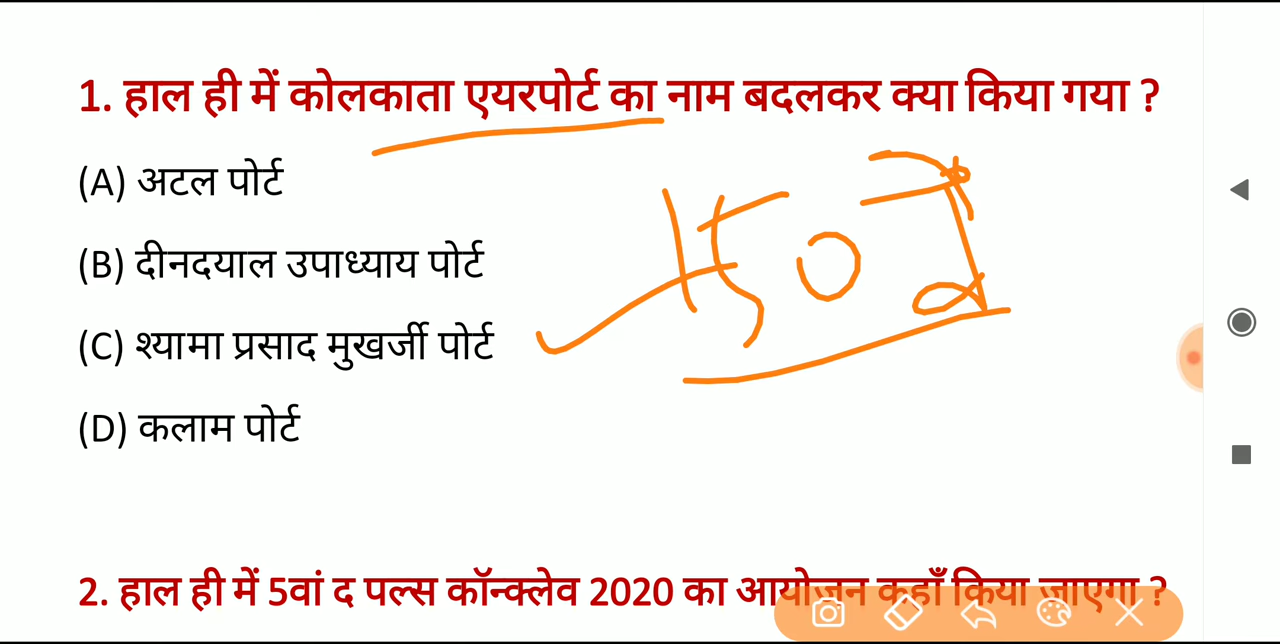 1. हाल ही में कोलकाता एयरपोर्ट का नाम बदलकर क्या किया गया ?
(A) अटल पोर्ट
(B) दीनदयाल उपाध्याय पोर्ट
(C) श्यामा प्रसाद मुखर्जी पोर्ट
(D) कलाम पोर्ट
150
2. हाल ही में 5वां द पल्स कॉन्क्लेव 2020 का आयोजन कहाँ किया जाएगा ?